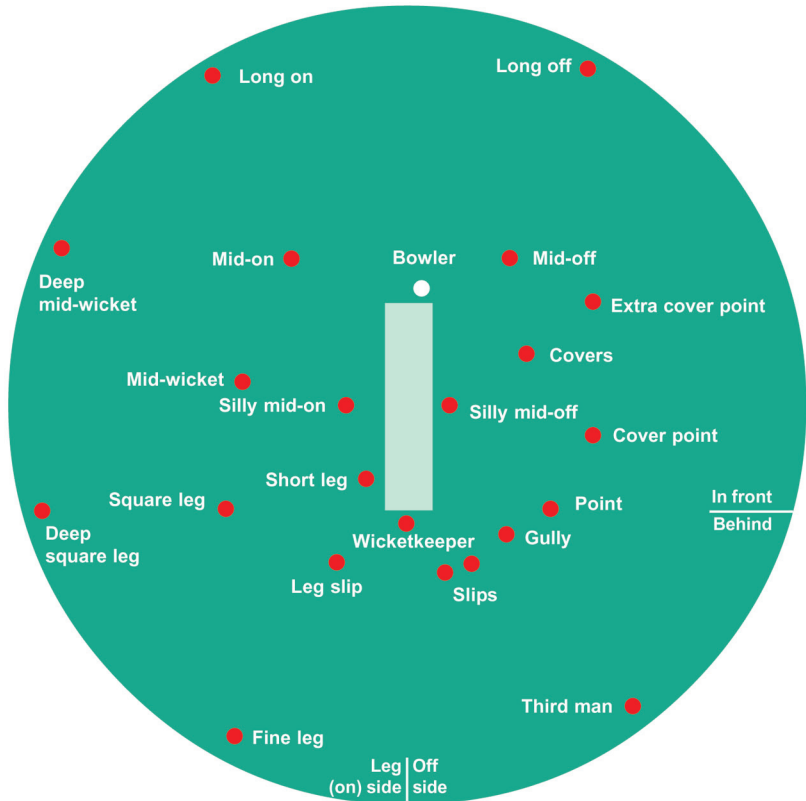 Long on
Long off
Mid-on
Bowler
Mid-off
Deep
mid-wicket
Extra cover point
Covers
Mid-wicket
Silly mid-on
Silly mid-off
Cover point
Short leg
Square leg
Point
In front
Behind
Deep
square leg
Wicketkeeper
Gully
Leg slip
Slips
Third man
Fine leg
Leg
(on) side
Off
side